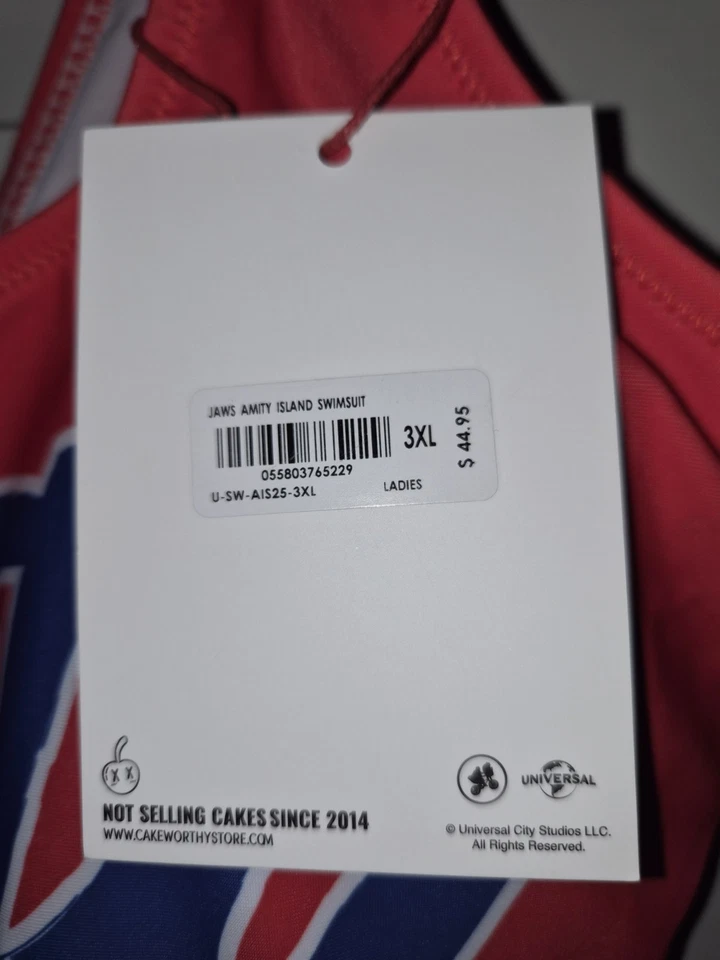 JAWS AMITY ISLAND SWIMSUIT
3XL
$ 44.95
055803765229
U-SW-AIS25-3XL LADIES
NOT SELLING CAKES SINCE 2014
WWW.CAKEWORTHYSTORE.COM
UNIVERSAL
© Universal City Studios LLC.
All Rights Reserved.